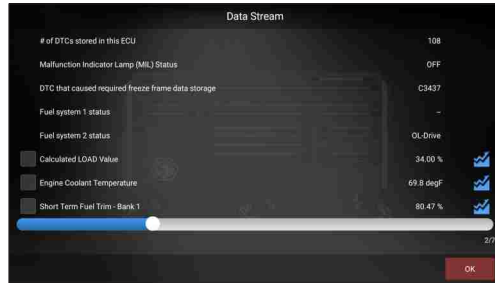 Data Stream
# of DTCs stored in this ECU 108
Malfunction Indicator Lamp (MIL) Status OFF
DTC that caused required freeze frame data storage C3437
Fuel system 1 status --
Fuel system 2 status OL-Drive
Calculated LOAD Value 34.00 %
Engine Coolant Temperature 69.8 degF
Short Term Fuel Trim - Bank 1 80.47 %
2/7
OK